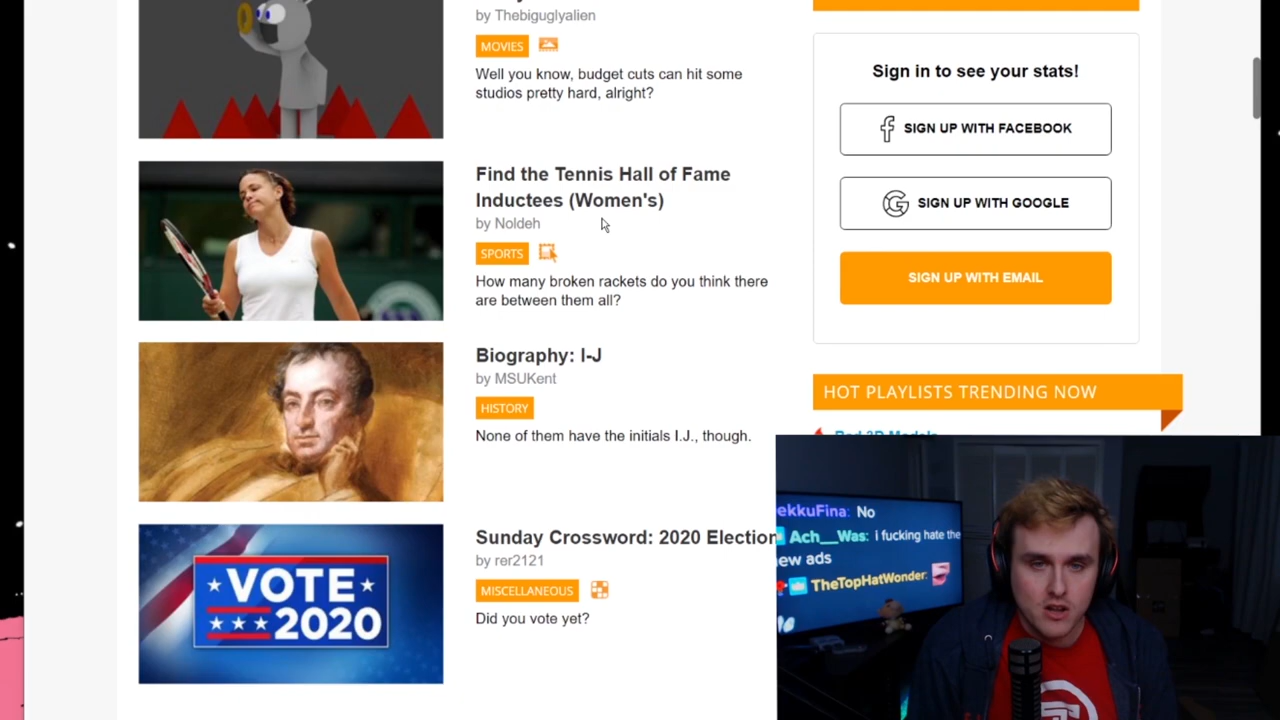 by Thebiguglyalien
MOVIES
Well you know, budget cuts can hit some
studios pretty hard, alright?
Find the Tennis Hall of Fame
Inductees (Women's)
by Noldeh
SPORTS
How many broken rackets do you think there
are between them all?
Biography: I-J
by MSUKent
HISTORY
None of them have the initials I.J., though.
VOTE
2020
Sunday Crossword: 2020 Election
by rer2121
MISCELLANEOUS
Did you vote yet?
Sign in to see your stats!
SIGN UP WITH FACEBOOK
SIGN UP WITH GOOGLE
SIGN UP WITH EMAIL
HOT PLAYLISTS TRENDING NOW
Bad 3D Models
ekkuFina: No
Ach__Was: i fucking hate the
ew ads
TheTopHatWonder: